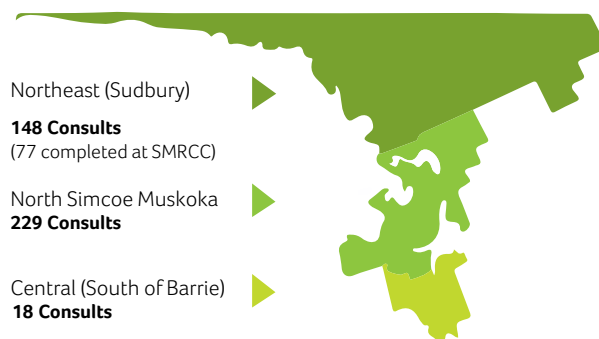 Northeast (Sudbury)
148 Consults
(77 completed at SMRCC)
North Simcoe Muskoka
229 Consults
Central (South of Barrie)
18 Consults